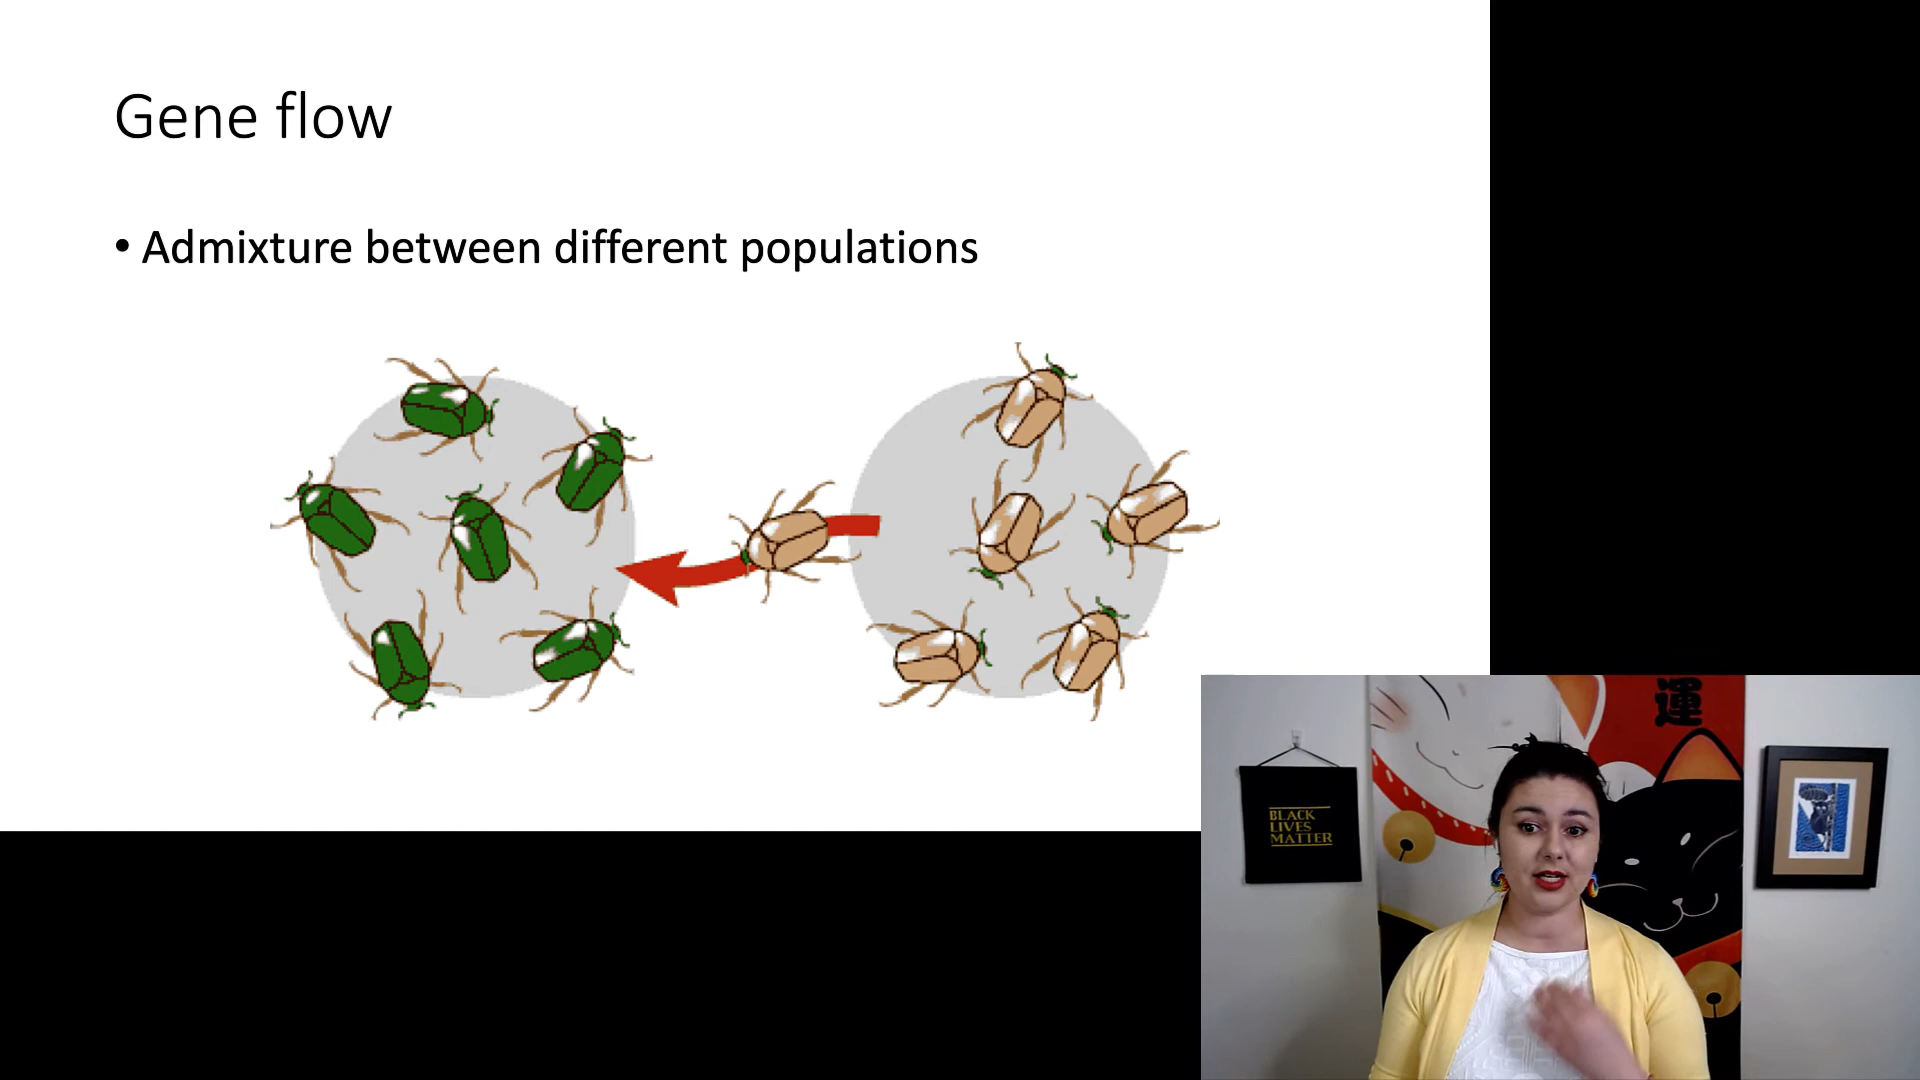 Gene flow
• Admixture between different populations
運
BLACK
LIVES
MATTER